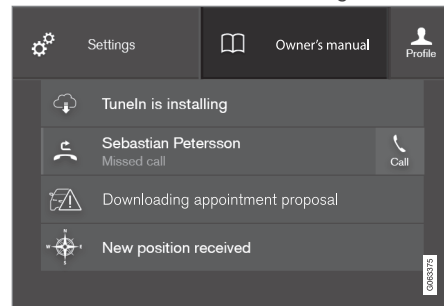 Settings
Owner's manual
Profile
TuneIn is installing
Sebastian Petersson
Missed call
Call
Downloading appointment proposal
N
W
E
S
New position received
G063375